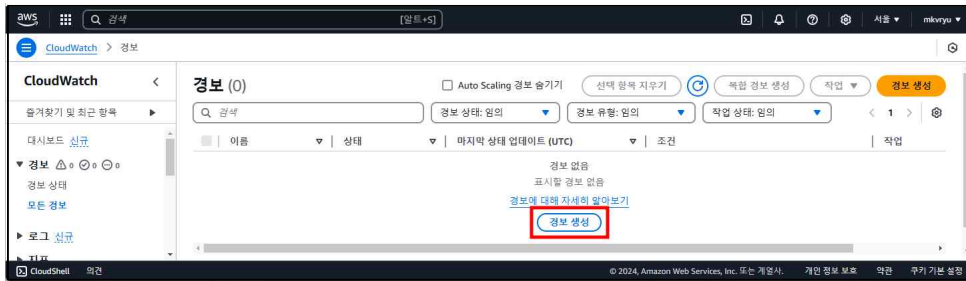 aws 검색 [알트+S] 서울 ▼ mkvryu ▼
CloudWatch > 경보
CloudWatch
즐겨찾기 및 최근 항목
대시보드 신규
▼ 경보 0 0 0
경보 상태
모든 경보
▶ 로그 신규
경보 (0) Auto Scaling 경보 숨기기 선택 항목 지우기 복합 경보 생성 작업 ▼ 경보 생성
검색 경보 상태: 임의 ▼ 경보 유형: 임의 ▼ 작업 상태: 임의 ▼ < 1 >
이름 상태 마지막 상태 업데이트 (UTC) 조건 작업
경보 없음
표시할 경보 없음
경보에 대해 자세히 알아보기
경보 생성
CloudShell 의견 © 2024, Amazon Web Services, Inc. 또는 계열사. 개인 정보 보호 약관 쿠키 기본 설정